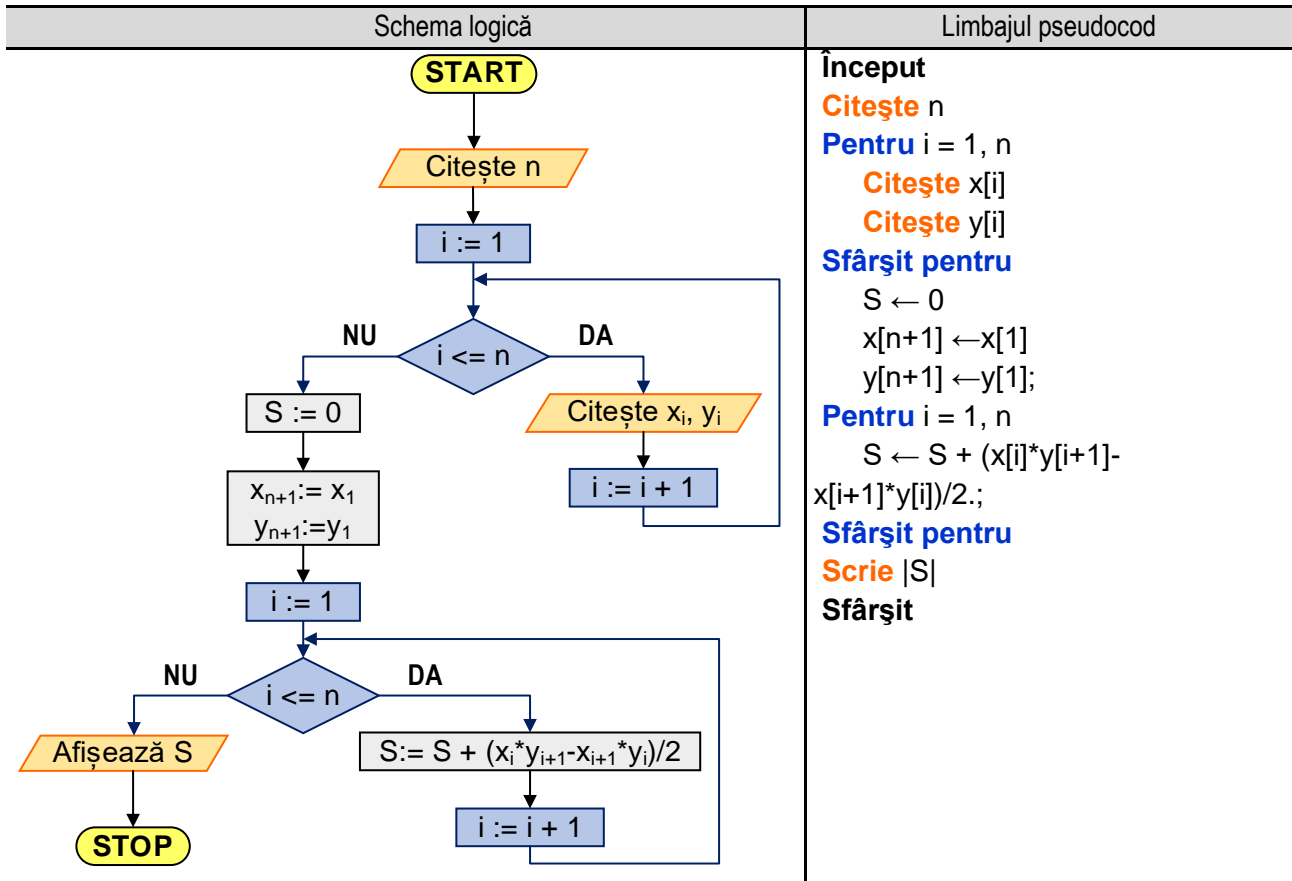 Schema logică
Limbajul pseudocod
START
Citește n
i := 1
NU
DA
i <= n
S := 0
Citește xᵢ, yᵢ
xₙ₊₁:= x₁
yₙ₊₁:=y₁
i := i + 1
i := 1
NU
DA
i <= n
Afișează S
S:= S + (xᵢ*yᵢ₊₁-xᵢ₊₁*yᵢ)/2
i := i + 1
STOP
Început
Citeşte n
Pentru i = 1, n
Citeşte x[i]
Citeşte y[i]
Sfârşit pentru
S ← 0
x[n+1] ←x[1]
y[n+1] ←y[1];
Pentru i = 1, n
S ← S + (x[i]*y[i+1]-
x[i+1]*y[i])/2.;
Sfârşit pentru
Scrie |S|
Sfârşit